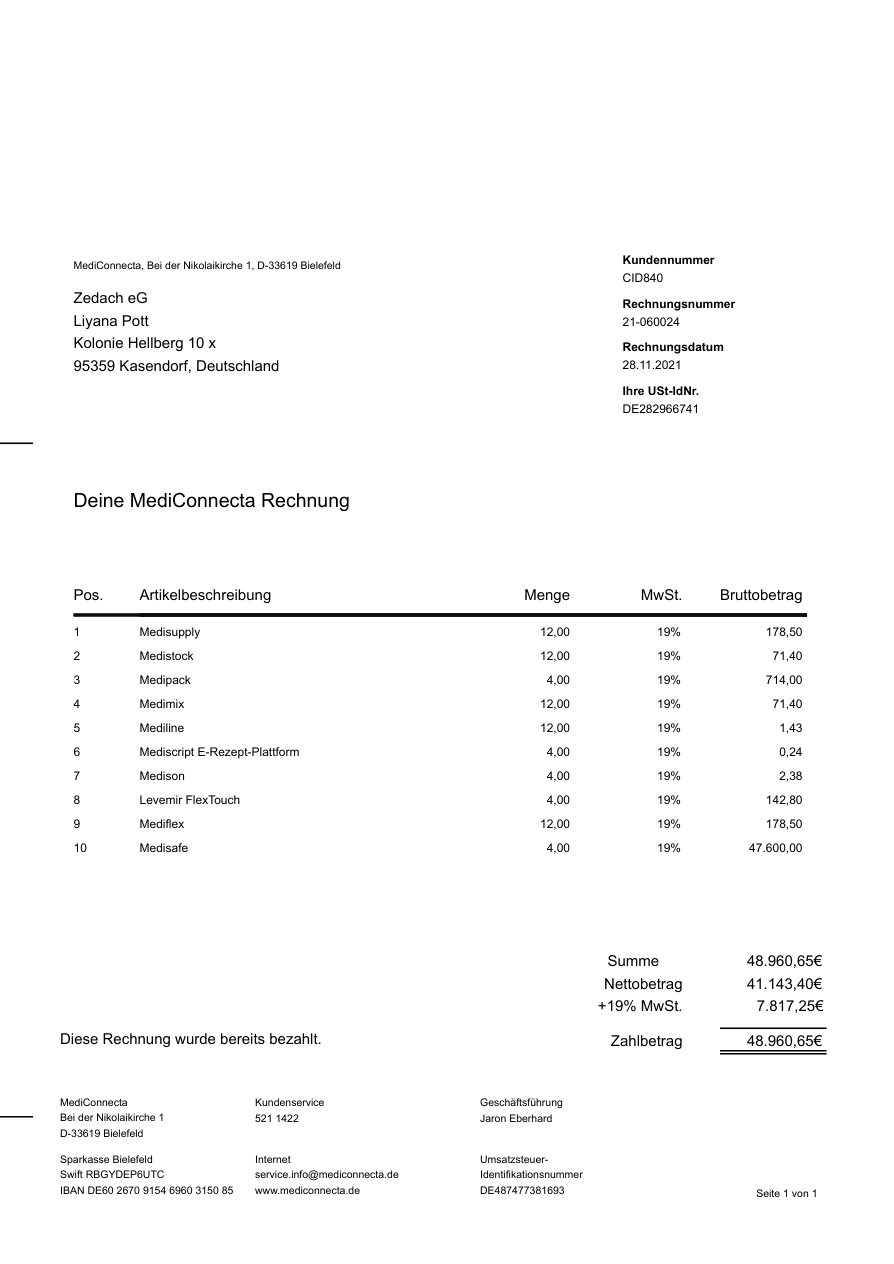 MediConnecta, Bei der Nikolaikirche 1, D-33619 Bielefeld
Zedach eG
Liyana Pott
Kolonie Hellberg 10 x
95359 Kasendorf, Deutschland
Kundennummer
CID840
Rechnungsnummer
21-060024
Rechnungsdatum
28.11.2021
Ihre USt-IdNr.
DE282966741
Deine MediConnecta Rechnung
Pos. Artikelbeschreibung Menge MwSt. Bruttobetrag
1 Medisupply 12,00 19% 178,50
2 Medistock 12,00 19% 71,40
3 Medipack 4,00 19% 714,00
4 Medimix 12,00 19% 71,40
5 Mediline 12,00 19% 1,43
6 Mediscript E-Rezept-Plattform 4,00 19% 0,24
7 Medison 4,00 19% 2,38
8 Levemir FlexTouch 4,00 19% 142,80
9 Mediflex 12,00 19% 178,50
10 Medisafe 4,00 19% 47.600,00
Summe 48.960,65€
Nettobetrag 41.143,40€
+19% MwSt. 7.817,25€
Diese Rechnung wurde bereits bezahlt. Zahlbetrag 48.960,65€
MediConnecta
Bei der Nikolaikirche 1
D-33619 Bielefeld
Kundenservice
521 1422
Geschäftsführung
Jaron Eberhard
Sparkasse Bielefeld
Swift RBGYDEP6UTC
IBAN DE60 2670 9154 6960 3150 85
Internet
service.info@mediconnecta.de
www.mediconnecta.de
Umsatzsteuer-
Identifikationsnummer
DE487477381693
Seite 1 von 1